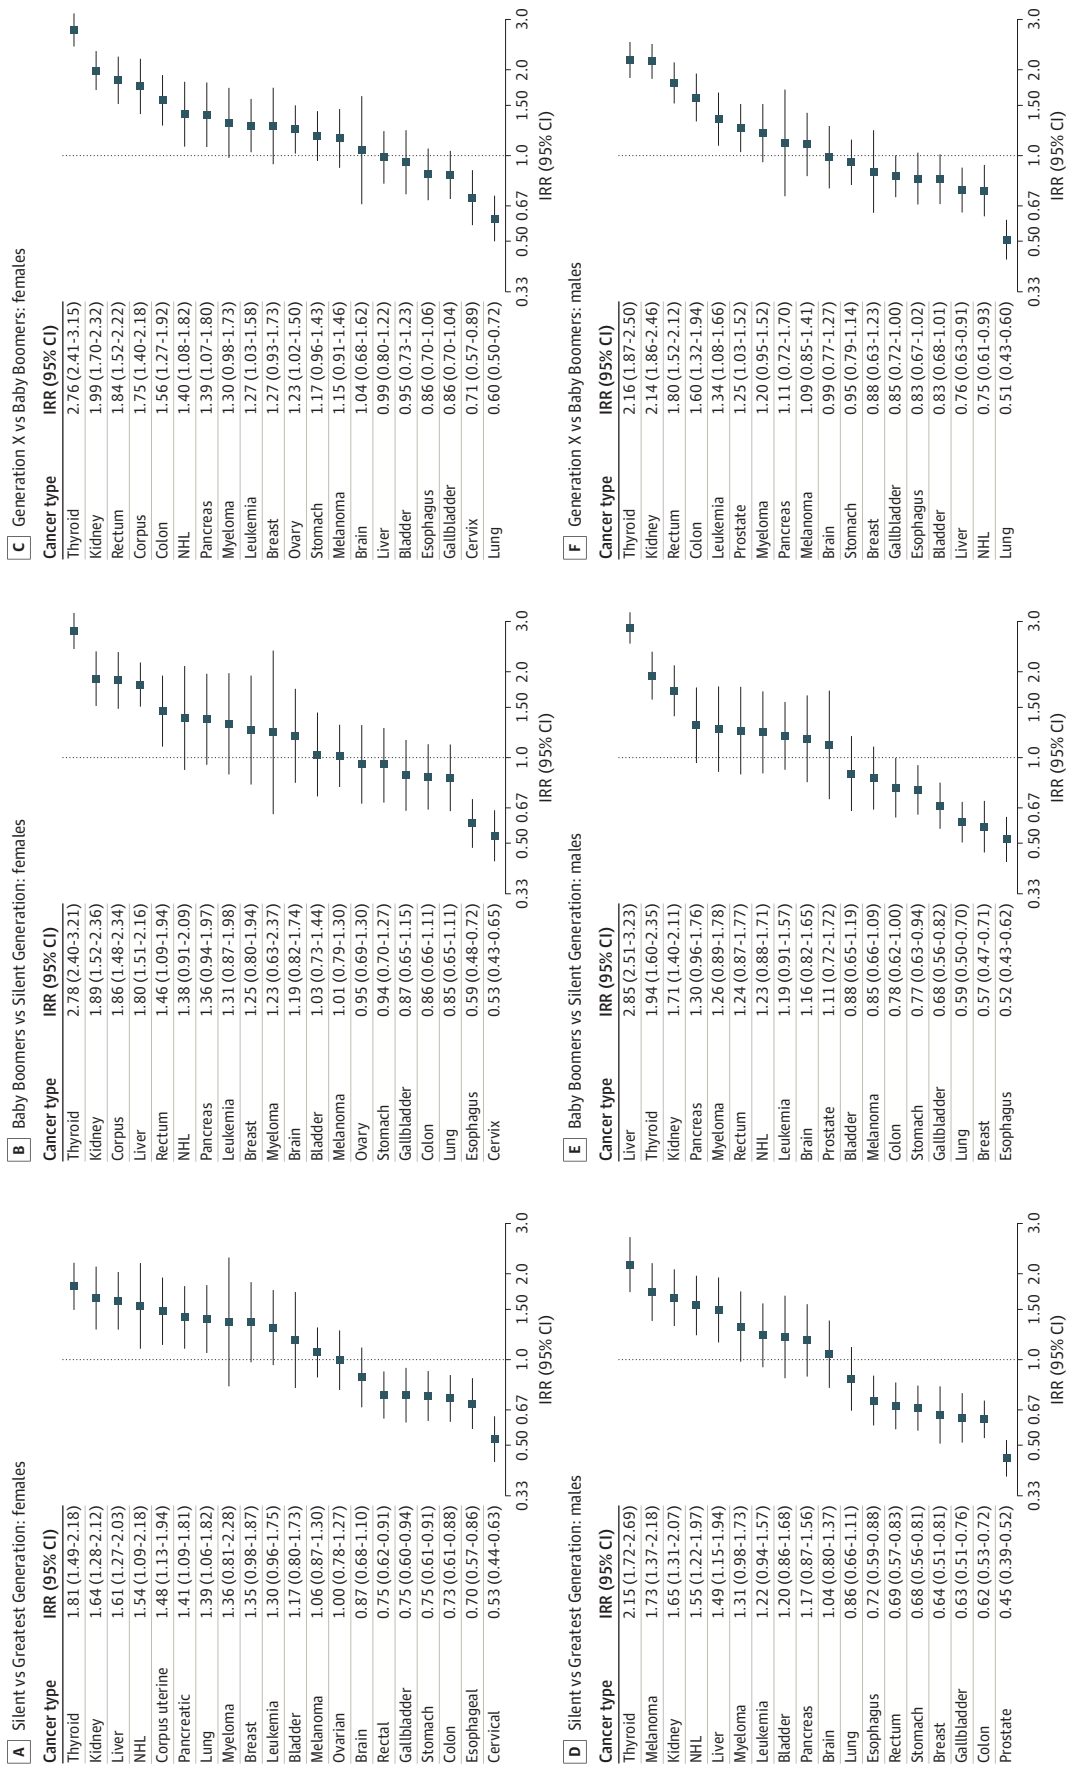 A Silent vs Greatest Generation: females
Cancer type IRR (95% CI)
Thyroid 1.81 (1.49-2.18)
Kidney 1.64 (1.28-2.12)
Liver 1.61 (1.27-2.03)
NHL 1.54 (1.09-2.18)
Corpus uterine 1.48 (1.13-1.94)
Pancreatic 1.41 (1.09-1.81)
Lung 1.39 (1.06-1.82)
Myeloma 1.36 (0.81-2.28)
Breast 1.35 (0.98-1.87)
Leukemia 1.30 (0.96-1.75)
Bladder 1.17 (0.80-1.73)
Melanoma 1.06 (0.87-1.30)
Ovarian 1.00 (0.78-1.27)
Brain 0.87 (0.68-1.10)
Rectal 0.75 (0.62-0.91)
Gallbladder 0.75 (0.60-0.94)
Stomach 0.75 (0.61-0.91)
Colon 0.73 (0.61-0.88)
Esophageal 0.70 (0.57-0.86)
Cervical 0.53 (0.44-0.63)
0.33 0.50 0.67 1.0 1.50 2.0 3.0
IRR (95% CI)
B Baby Boomers vs Silent Generation: females
Cancer type IRR (95% CI)
Thyroid 2.78 (2.40-3.21)
Kidney 1.89 (1.52-2.36)
Corpus 1.86 (1.48-2.34)
Liver 1.80 (1.51-2.16)
Rectum 1.46 (1.09-1.94)
NHL 1.38 (0.91-2.09)
Pancreas 1.36 (0.94-1.97)
Leukemia 1.31 (0.87-1.98)
Breast 1.25 (0.80-1.94)
Myeloma 1.23 (0.63-2.37)
Brain 1.19 (0.82-1.74)
Bladder 1.03 (0.73-1.44)
Melanoma 1.01 (0.79-1.30)
Ovary 0.95 (0.69-1.30)
Stomach 0.94 (0.70-1.27)
Gallbladder 0.87 (0.65-1.15)
Colon 0.86 (0.66-1.11)
Lung 0.85 (0.65-1.11)
Esophagus 0.59 (0.48-0.72)
Cervix 0.53 (0.43-0.65)
0.33 0.50 0.67 1.0 1.50 2.0 3.0
IRR (95% CI)
C Generation X vs Baby Boomers: females
Cancer type IRR (95% CI)
Thyroid 2.76 (2.41-3.15)
Kidney 1.99 (1.70-2.32)
Rectum 1.84 (1.52-2.22)
Corpus 1.75 (1.40-2.18)
Colon 1.56 (1.27-1.92)
NHL 1.40 (1.08-1.82)
Pancreas 1.39 (1.07-1.80)
Myeloma 1.30 (0.98-1.73)
Leukemia 1.27 (1.03-1.58)
Breast 1.27 (0.93-1.73)
Ovary 1.23 (1.02-1.50)
Stomach 1.17 (0.96-1.43)
Melanoma 1.15 (0.91-1.46)
Brain 1.04 (0.68-1.62)
Liver 0.99 (0.80-1.22)
Bladder 0.95 (0.73-1.23)
Esophagus 0.86 (0.70-1.06)
Gallbladder 0.86 (0.70-1.04)
Cervix 0.71 (0.57-0.89)
Lung 0.60 (0.50-0.72)
0.33 0.50 0.67 1.0 1.50 2.0 3.0
IRR (95% CI)
D Silent vs Greatest Generation: males
Cancer type IRR (95% CI)
Thyroid 2.15 (1.72-2.69)
Melanoma 1.73 (1.37-2.18)
Kidney 1.65 (1.31-2.07)
NHL 1.55 (1.22-1.97)
Liver 1.49 (1.15-1.94)
Myeloma 1.31 (0.98-1.73)
Leukemia 1.22 (0.94-1.57)
Bladder 1.20 (0.86-1.68)
Pancreas 1.17 (0.87-1.56)
Brain 1.04 (0.80-1.37)
Lung 0.86 (0.66-1.11)
Esophagus 0.72 (0.59-0.88)
Rectum 0.69 (0.57-0.83)
Stomach 0.68 (0.56-0.81)
Breast 0.64 (0.51-0.81)
Gallbladder 0.63 (0.51-0.76)
Colon 0.62 (0.53-0.72)
Prostate 0.45 (0.39-0.52)
0.33 0.50 0.67 1.0 1.50 2.0 3.0
IRR (95% CI)
E Baby Boomers vs Silent Generation: males
Cancer type IRR (95% CI)
Liver 2.85 (2.51-3.23)
Thyroid 1.94 (1.60-2.35)
Kidney 1.71 (1.40-2.11)
Pancreas 1.30 (0.96-1.76)
Myeloma 1.26 (0.89-1.78)
Rectum 1.24 (0.87-1.77)
NHL 1.23 (0.88-1.71)
Leukemia 1.19 (0.91-1.57)
Brain 1.16 (0.82-1.65)
Prostate 1.11 (0.72-1.72)
Bladder 0.88 (0.65-1.19)
Melanoma 0.85 (0.66-1.09)
Colon 0.78 (0.62-1.00)
Stomach 0.77 (0.63-0.94)
Gallbladder 0.68 (0.56-0.82)
Lung 0.59 (0.50-0.70)
Breast 0.57 (0.47-0.71)
Esophagus 0.52 (0.43-0.62)
0.33 0.50 0.67 1.0 1.50 2.0 3.0
IRR (95% CI)
F Generation X vs Baby Boomers: males
Cancer type IRR (95% CI)
Thyroid 2.16 (1.87-2.50)
Kidney 2.14 (1.86-2.46)
Rectum 1.80 (1.52-2.12)
Colon 1.60 (1.32-1.94)
Leukemia 1.34 (1.08-1.66)
Prostate 1.25 (1.03-1.52)
Myeloma 1.20 (0.95-1.52)
Pancreas 1.11 (0.72-1.70)
Melanoma 1.09 (0.85-1.41)
Brain 0.99 (0.77-1.27)
Stomach 0.95 (0.79-1.14)
Breast 0.88 (0.63-1.23)
Gallbladder 0.85 (0.72-1.00)
Esophagus 0.83 (0.67-1.02)
Bladder 0.83 (0.68-1.01)
Liver 0.76 (0.63-0.91)
NHL 0.75 (0.61-0.93)
Lung 0.51 (0.43-0.60)
0.33 0.50 0.67 1.0 1.50 2.0 3.0
IRR (95% CI)